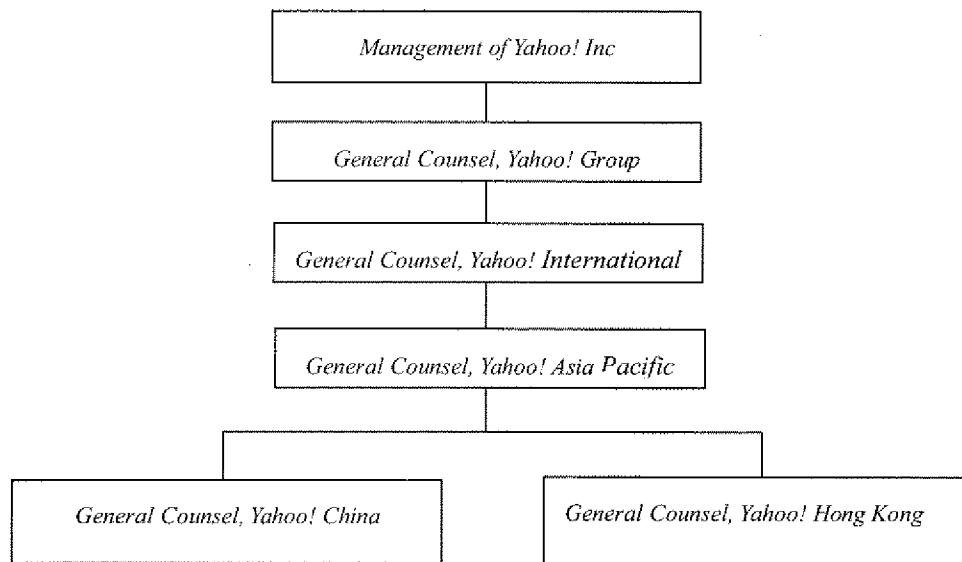 Management of Yahoo! Inc
General Counsel, Yahoo! Group
General Counsel, Yahoo! International
General Counsel, Yahoo! Asia Pacific
General Counsel, Yahoo! China
General Counsel, Yahoo! Hong Kong